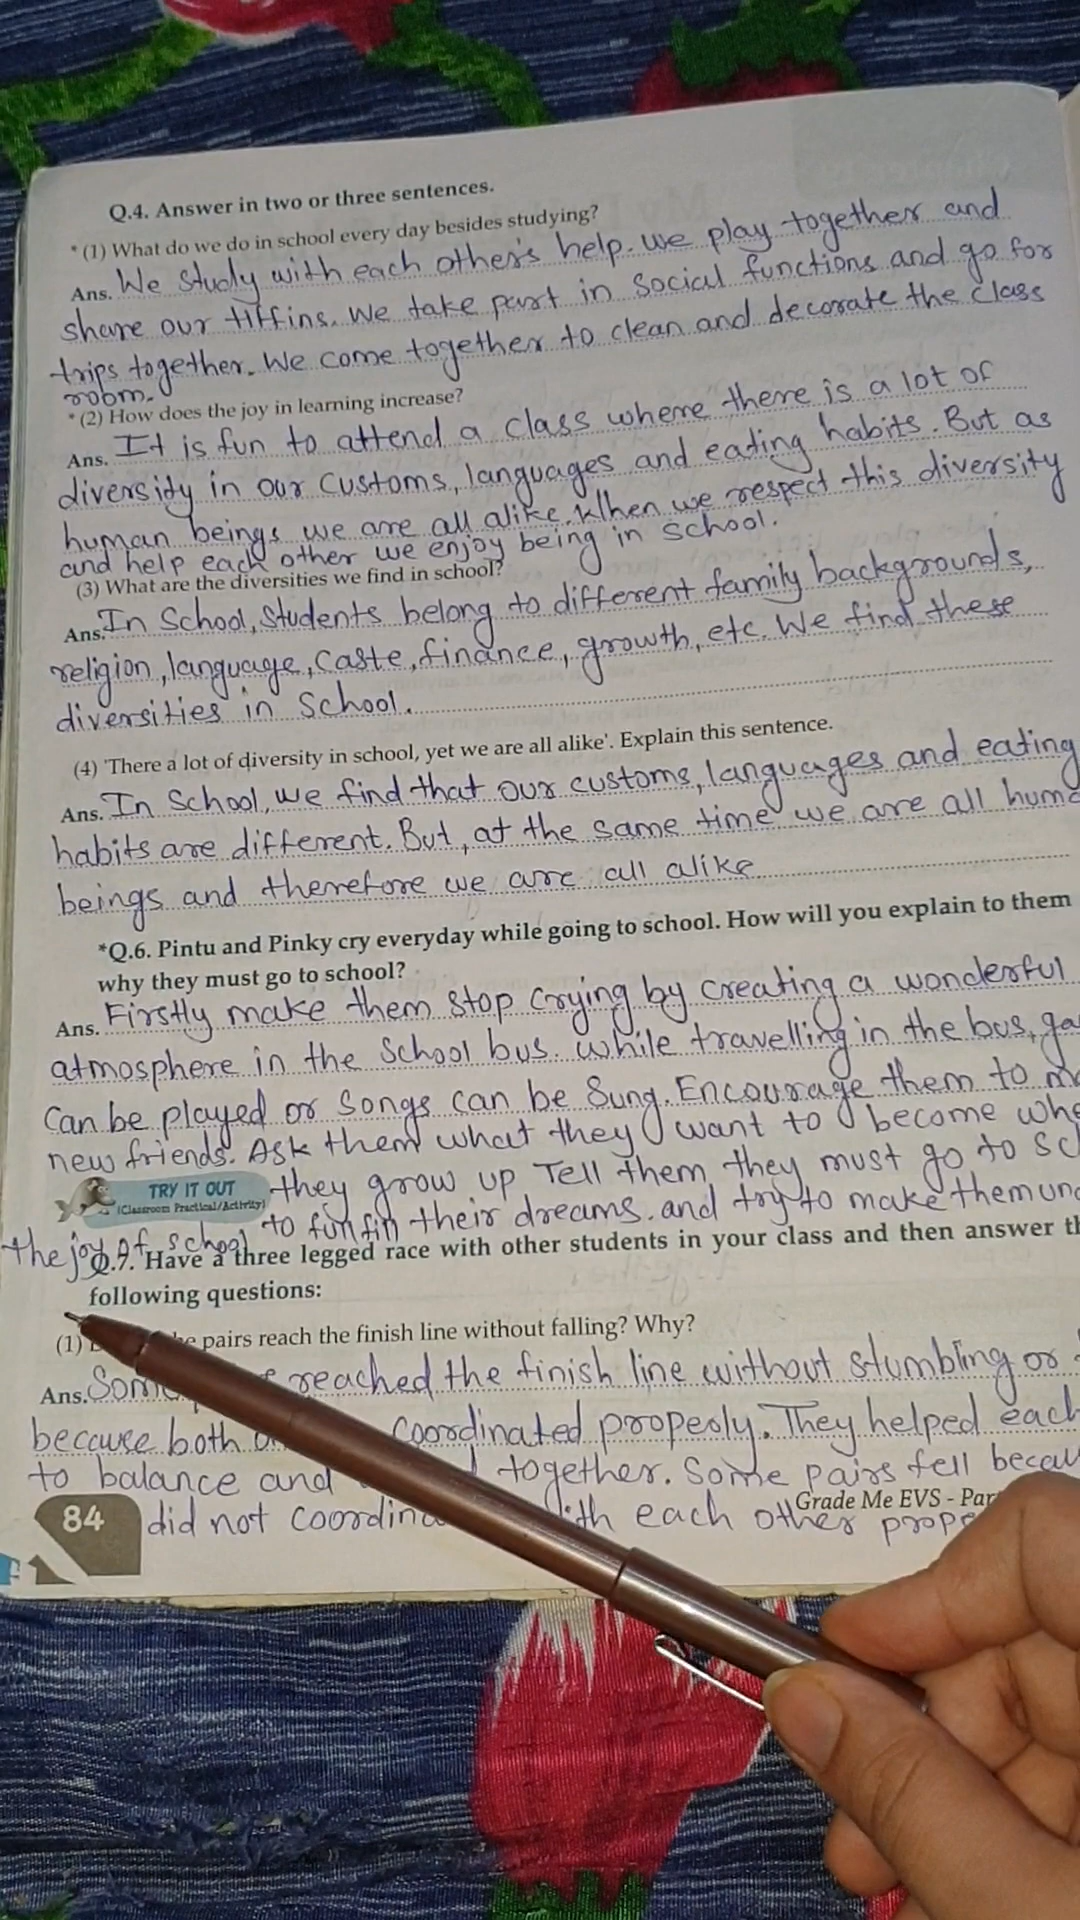 Q.4. Answer in two or three sentences.
* (1) What do we do in school every day besides studying?
Ans. We study with each other's help. we play together and
share our tiffins. We take part in social functions and go for
trips together. We come together to clean and decorate the class
room.
* (2) How does the joy in learning increase?
Ans. It is fun to attend a class where there is a lot of
diversity in our customs, languages and eating habits. But as
human beings we are all alike. When we respect this diversity
and help each other we enjoy being in school.
(3) What are the diversities we find in school?
Ans. In School, Students belong to different family backgrounds,
religion, language, caste, finance, growth, etc. We find these
diversities in School.
(4) 'There a lot of diversity in school, yet we are all alike'. Explain this sentence.
Ans. In School, we find that our customs, languages and eating
habits are different. But, at the same time we are all
beings and therefore we are all alike
*Q.6. Pintu and Pinky cry everyday while going to school. How will you explain to them
why they must go to school?
Ans. Firstly make them stop crying by creating a wonderful
atmosphere in the School bus. while travelling in the bus,
Can be played or songs can be Sung. Encourage them to
new friends. Ask them what they want to become
TRY IT OUT
(Classroom Practical/Activity)
they grow up Tell them they must go to
to their dreams. and try to make them
the joy of school
Q.7. Have a three legged race with other students in your class and then answer
following questions:
(1) pairs reach the finish line without falling? Why?
Ans. reached the finish line without stumbling or
because both coordinated properly. They helped each
to balance and together. Some pairs fell
did not each other
84
Grade Me EVS -